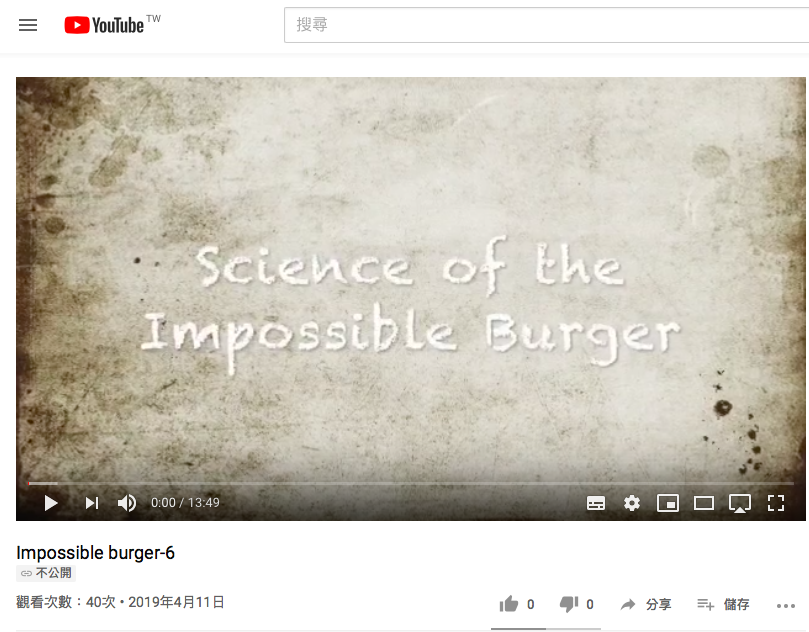 YouTube TW
搜尋
Science of the
Impossible Burger
0:00 / 13:49
Impossible burger-6
不公開
觀看次數：40次 • 2019年4月11日
0
0
分享
儲存